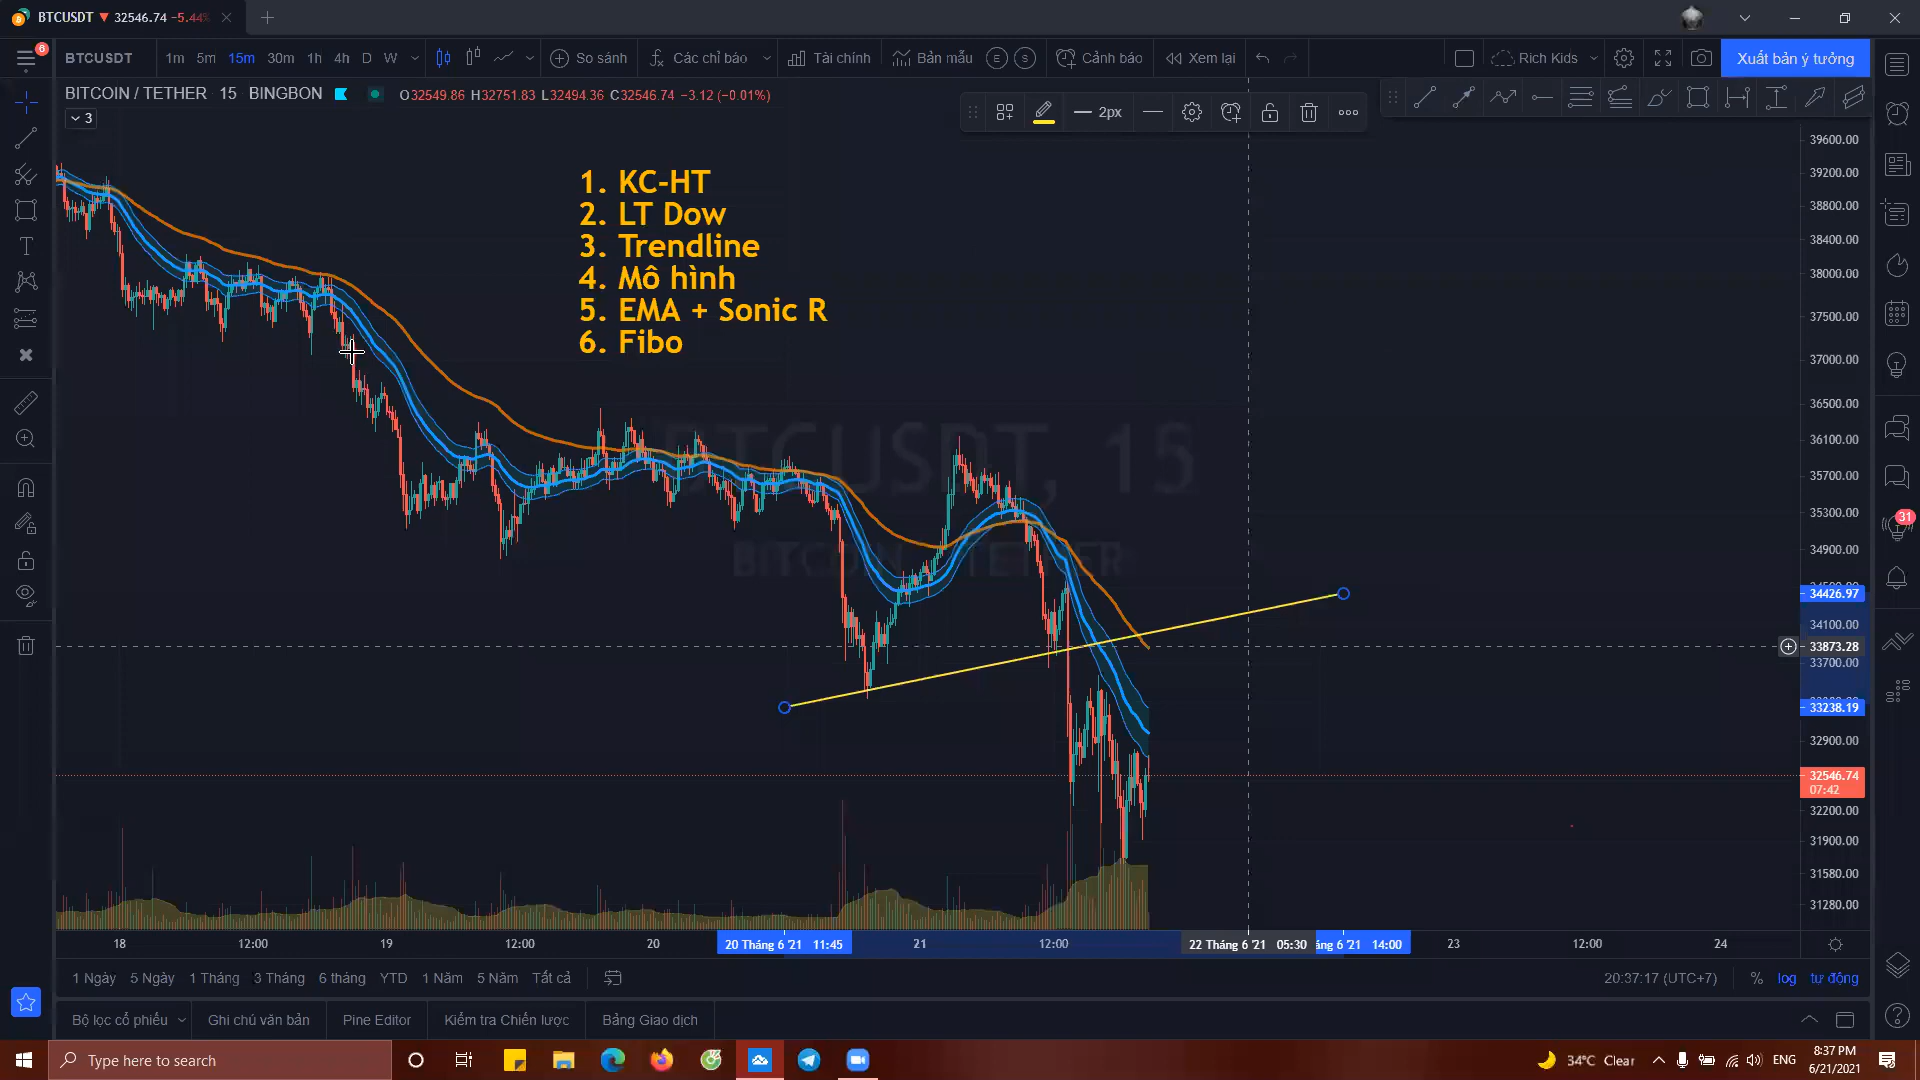 BTCUSDT ▼ 32546.74 −5.44%
6
BTCUSDT 1m 5m 15m 30m 1h 4h D W So sánh Các chỉ báo Tài chính Bản mẫu E S Cảnh báo Xem lại Rich Kids Xuất bản ý tưởng
BITCOIN / TETHER 15 BINGBON O32549.86 H32751.83 L32494.36 C32546.74 −3.12 (−0.01%)
3
2px
1. KC-HT
2. LT Dow
3. Trendline
4. Mô hình
5. EMA + Sonic R
6. Fibo
BTCUSDT, 15
BITCOIN / TETHER
39600.00
39200.00
38800.00
38400.00
38000.00
37500.00
37000.00
36500.00
36100.00
35700.00
35300.00
34900.00
34426.97
34100.00
33873.28
33700.00
33238.19
32900.00
32546.74
07:42
32200.00
31900.00
31580.00
31280.00
31
18 12:00 19 12:00 20 20 Tháng 6 '21 11:45 21 12:00 22 Tháng 6 '21 05:30 áng 6 '21 14:00 23 12:00 24
1 Ngày 5 Ngày 1 Tháng 3 Tháng 6 tháng YTD 1 Năm 5 Năm Tất cả 20:37:17 (UTC+7) % log tự động
Bộ lọc cổ phiếu Ghi chú văn bản Pine Editor Kiểm tra Chiến lược Bảng Giao dịch
Type here to search 34°C Clear ENG 8:37 PM
6/21/2021